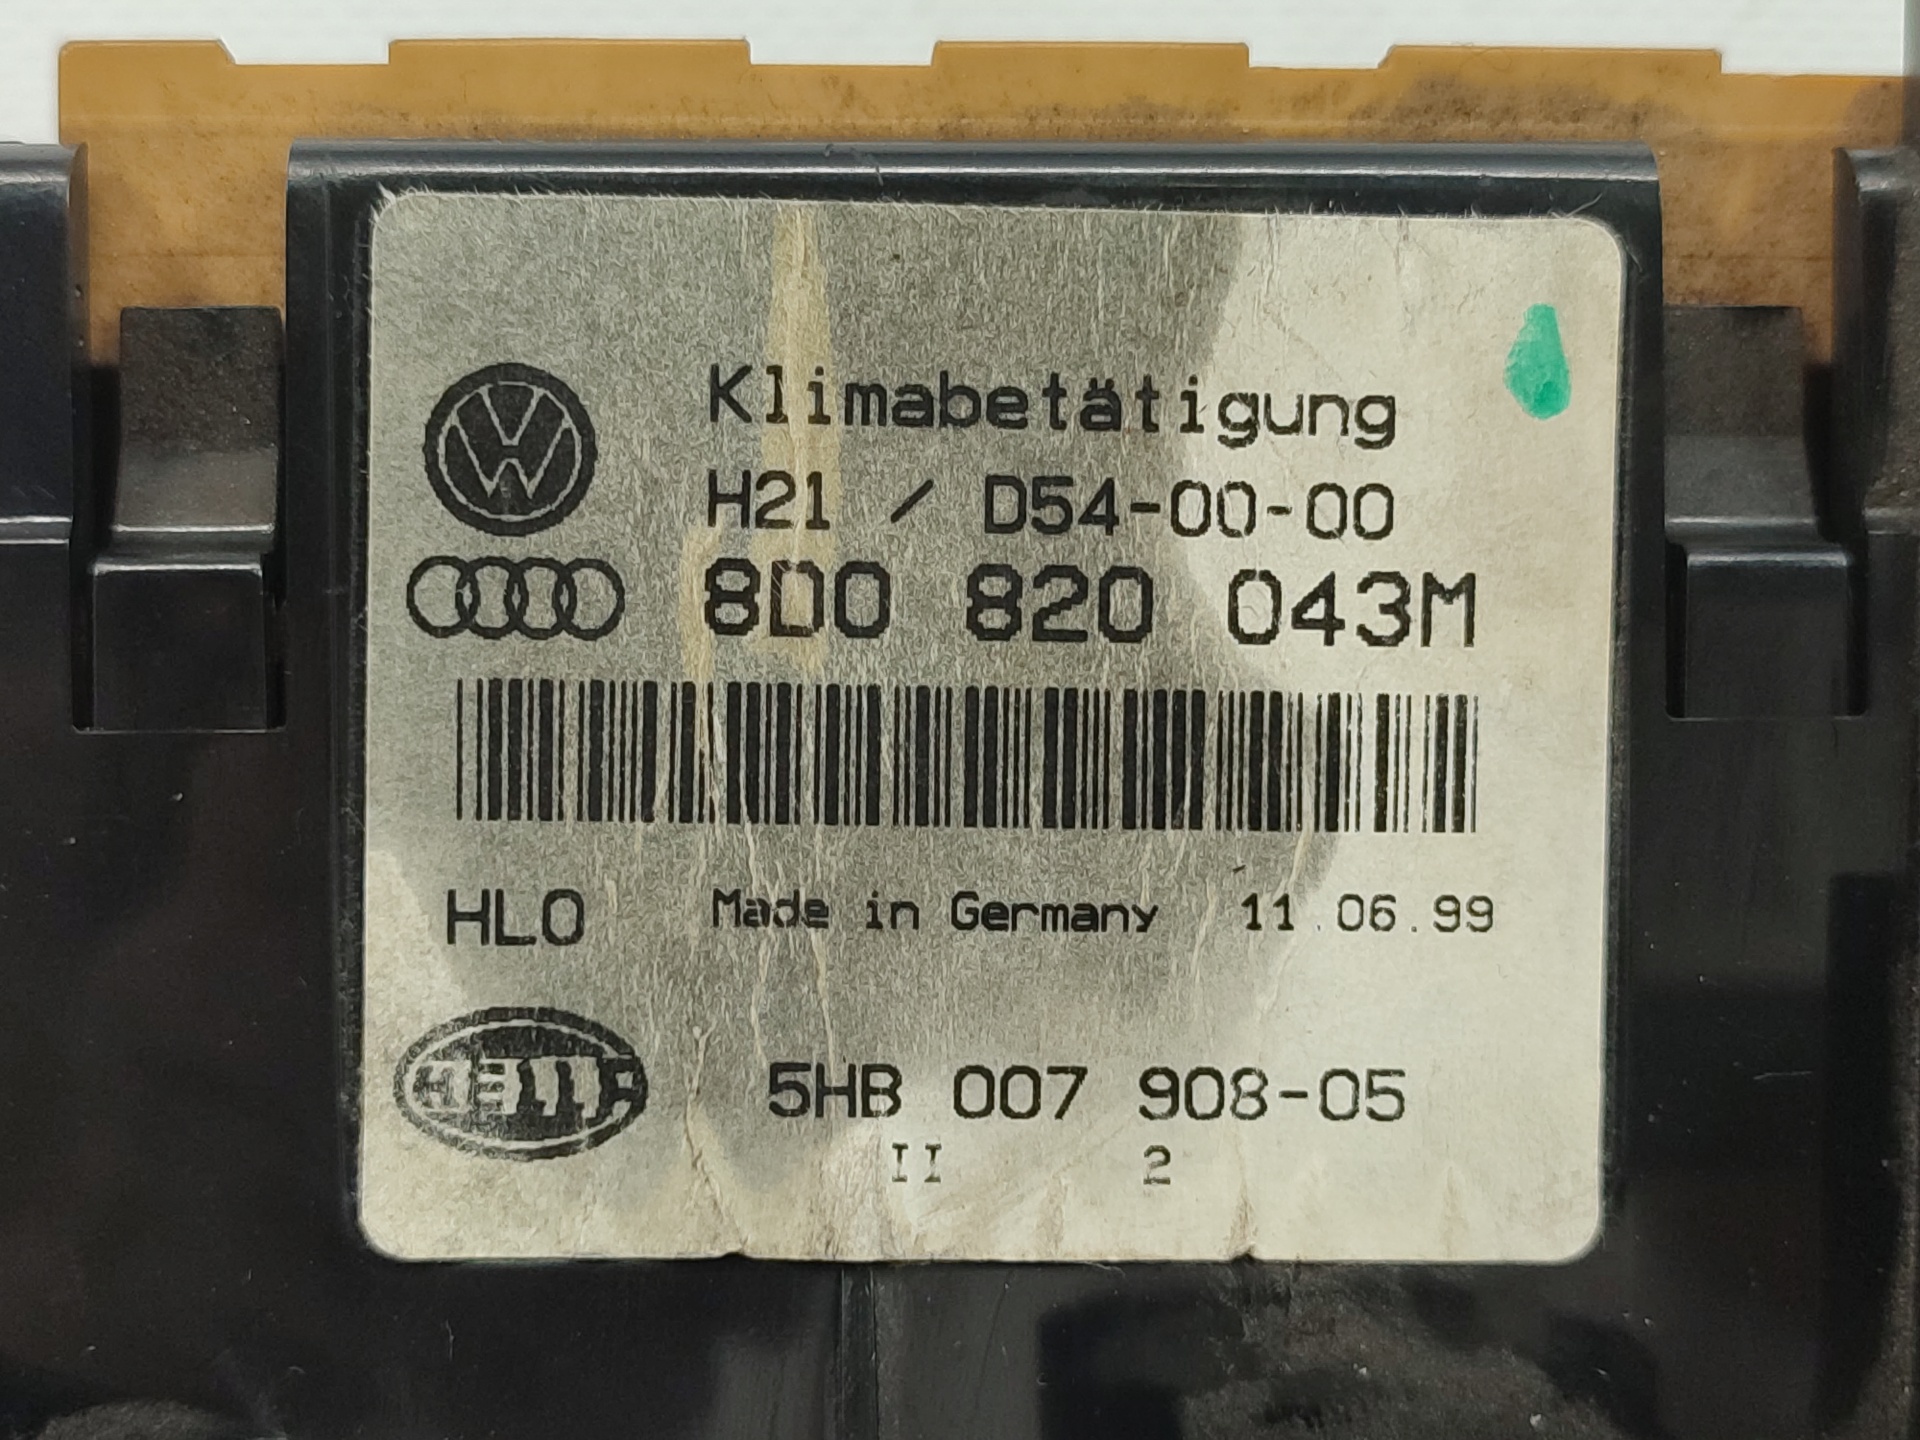 Klimabetätigung
H21 / D54-00-00
8D0 820 043M
HLO Made in Germany 11.06.99
HELLA 5HB 007 908-05
II 2